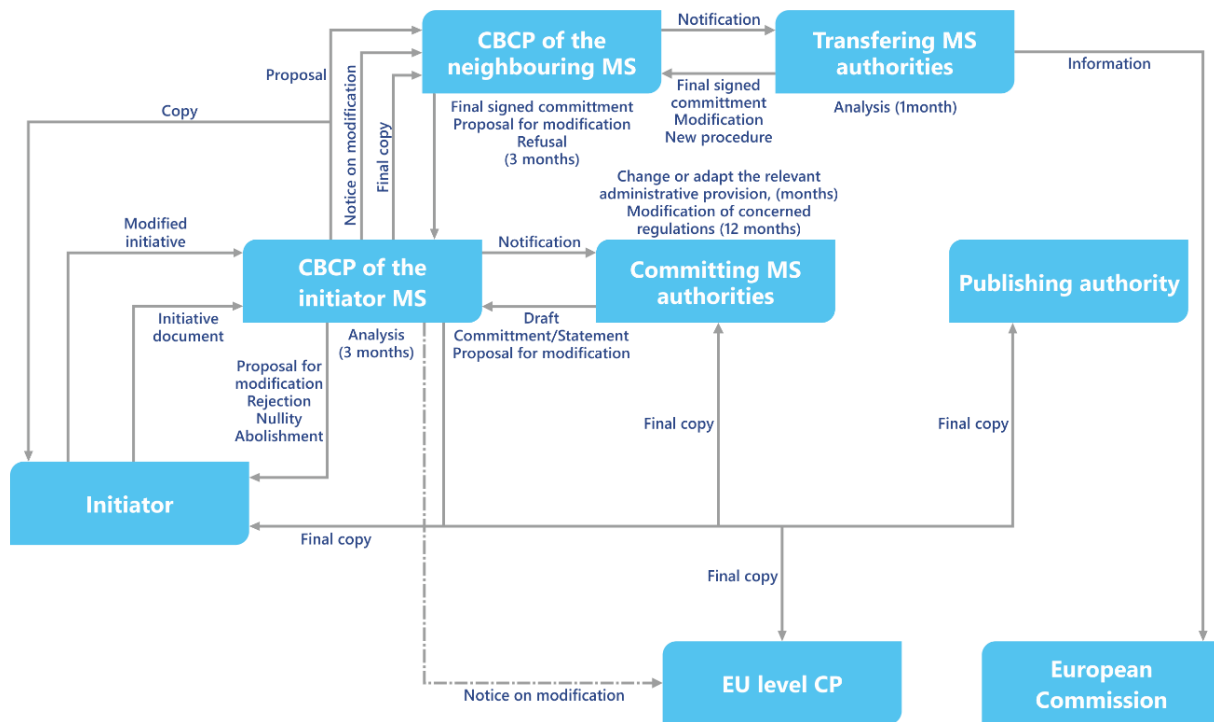 CBCP of the
neighbouring MS
Notification
Transfering MS
authorities
Information
Proposal
Copy
Notice on modification
Final copy
Final signed committment
Proposal for modification
Refusal
(3 months)
Final signed
committment
Modification
New procedure
Analysis (1month)
Change or adapt the relevant
administrative provision, (months)
Modification of concerned
regulations (12 months)
Modified
initiative
CBCP of the
initiator MS
Notification
Committing MS
authorities
Publishing authority
Initiative
document
Analysis
(3 months)
Draft
Committment/Statement
Proposal for modification
Proposal for
modification
Rejection
Nullity
Abolishment
Final copy
Final copy
Initiator
Final copy
Final copy
Notice on modification
EU level CP
European
Commission